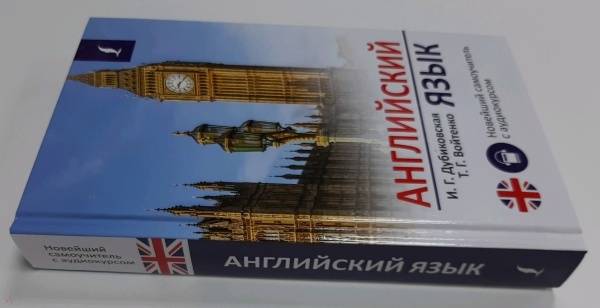 АНГЛИЙСКИЙ
ЯЗЫК
И. Г. Дубиковская
Т. Г. Войтенко
Новейший самоучитель
с аудиокурсом
Новейший
самоучитель
с аудиокурсом
АНГЛИЙСКИЙ ЯЗЫК